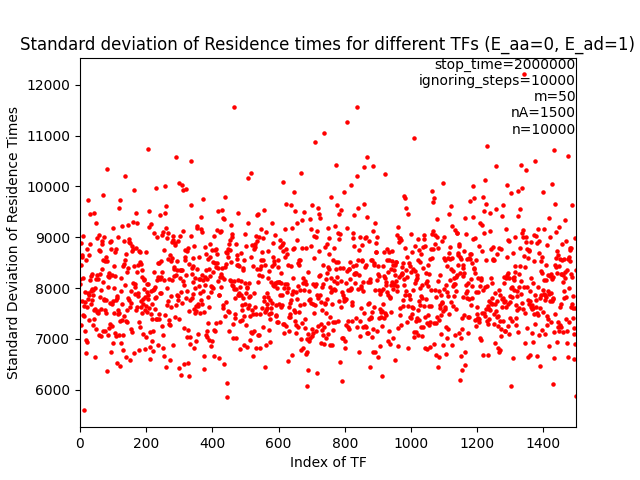 Standard deviation of Residence times for different TFs (E_aa=0, E_ad=1)
stop_time=2000000
ignoring_steps=10000
m=50
nA=1500
n=10000
Standard Deviation of Residence Times
12000
11000
10000
9000
8000
7000
6000
0 200 400 600 800 1000 1200 1400
Index of TF